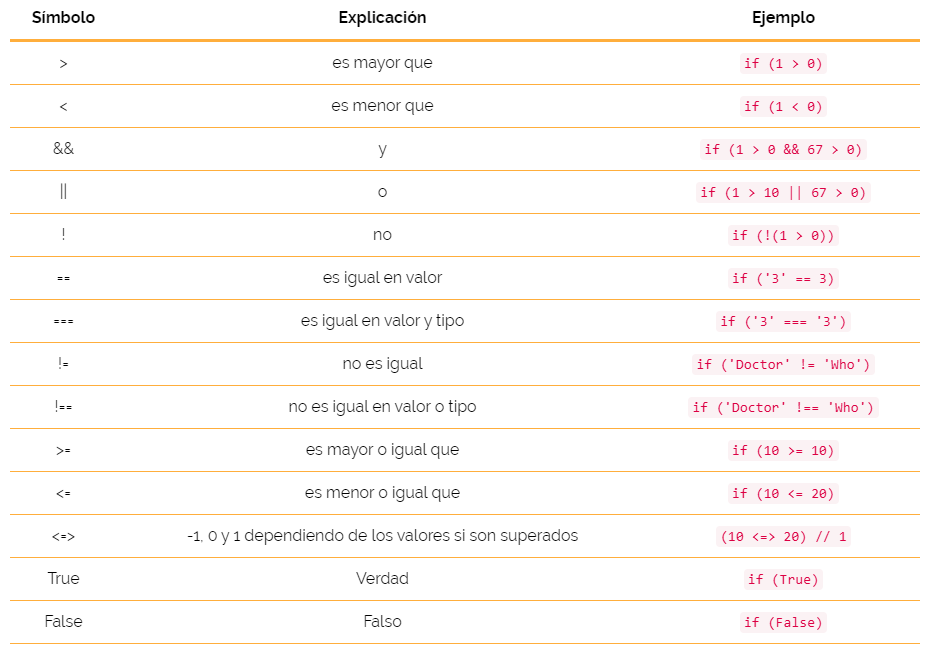 Símbolo Explicación Ejemplo
> es mayor que if (1 > 0)
< es menor que if (1 < 0)
&& y if (1 > 0 && 67 > 0)
|| o if (1 > 10 || 67 > 0)
! no if (!(1 > 0))
== es igual en valor if ('3' == 3)
=== es igual en valor y tipo if ('3' === '3')
!= no es igual if ('Doctor' != 'Who')
!== no es igual en valor o tipo if ('Doctor' !== 'Who')
>= es mayor o igual que if (10 >= 10)
<= es menor o igual que if (10 <= 20)
<=> -1, 0 y 1 dependiendo de los valores si son superados (10 <=> 20) // 1
True Verdad if (True)
False Falso if (False)